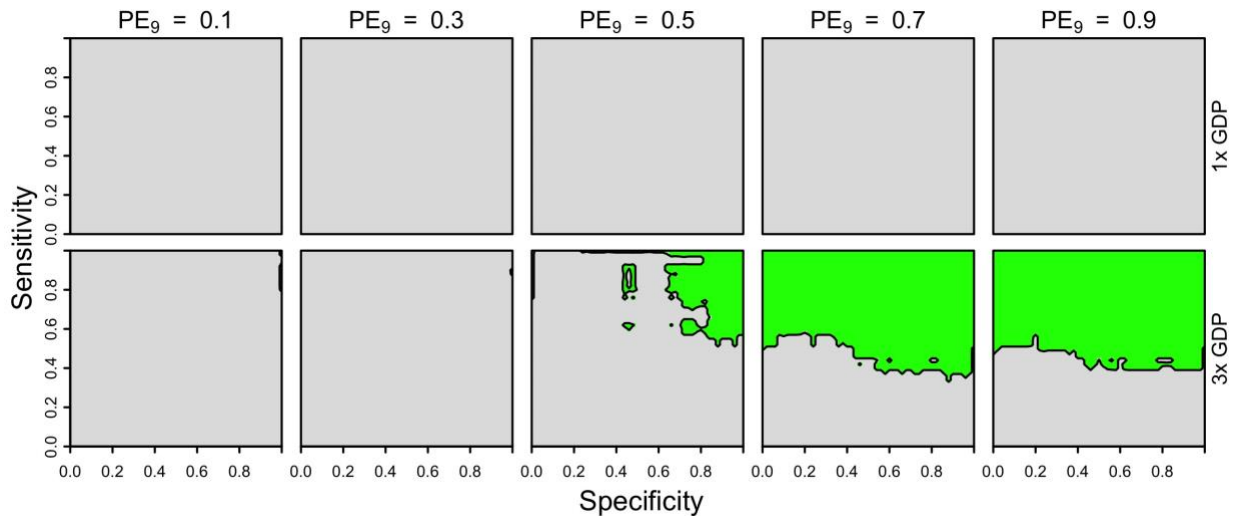 PE₉ = 0.1 PE₉ = 0.3 PE₉ = 0.5 PE₉ = 0.7 PE₉ = 0.9
0.0 0.2 0.4 0.6 0.8
1x GDP
Sensitivity
0.0 0.2 0.4 0.6 0.8
3x GDP
0.0 0.2 0.4 0.6 0.8 0.0 0.2 0.4 0.6 0.8 0.0 0.2 0.4 0.6 0.8 0.0 0.2 0.4 0.6 0.8 0.0 0.2 0.4 0.6 0.8
Specificity